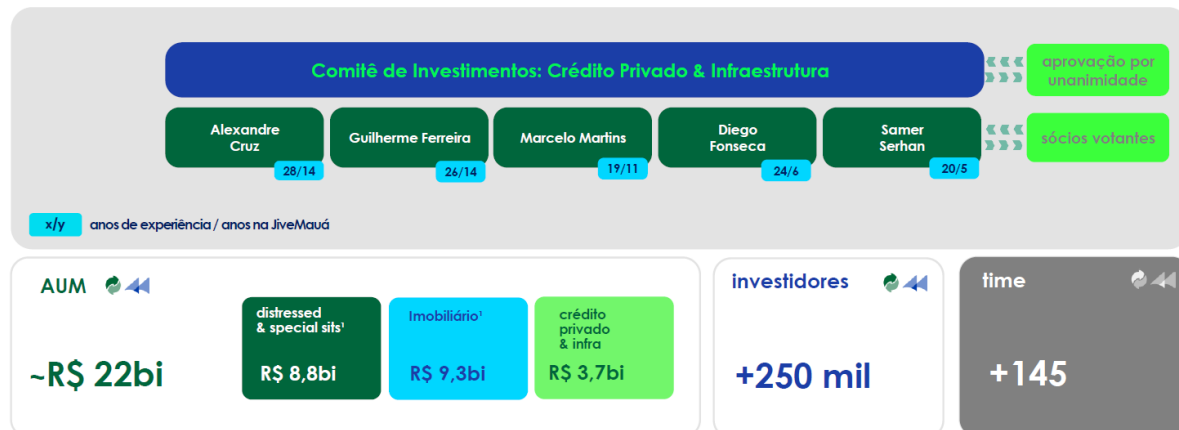 Comitê de Investimentos: Crédito Privado & Infraestrutura
aprovação por
unanimidade
Alexandre
Cruz
28/14
Guilherme Ferreira
26/14
Marcelo Martins
19/11
Diego
Fonseca
24/6
Samer
Serhan
20/5
sócios votantes
x/y
anos de experiência / anos na JiveMauá
AUM
~R$ 22bi
distressed
& special sits¹
R$ 8,8bi
Imobiliário¹
R$ 9,3bi
crédito
privado
& infra
R$ 3,7bi
investidores
+250 mil
time
+145